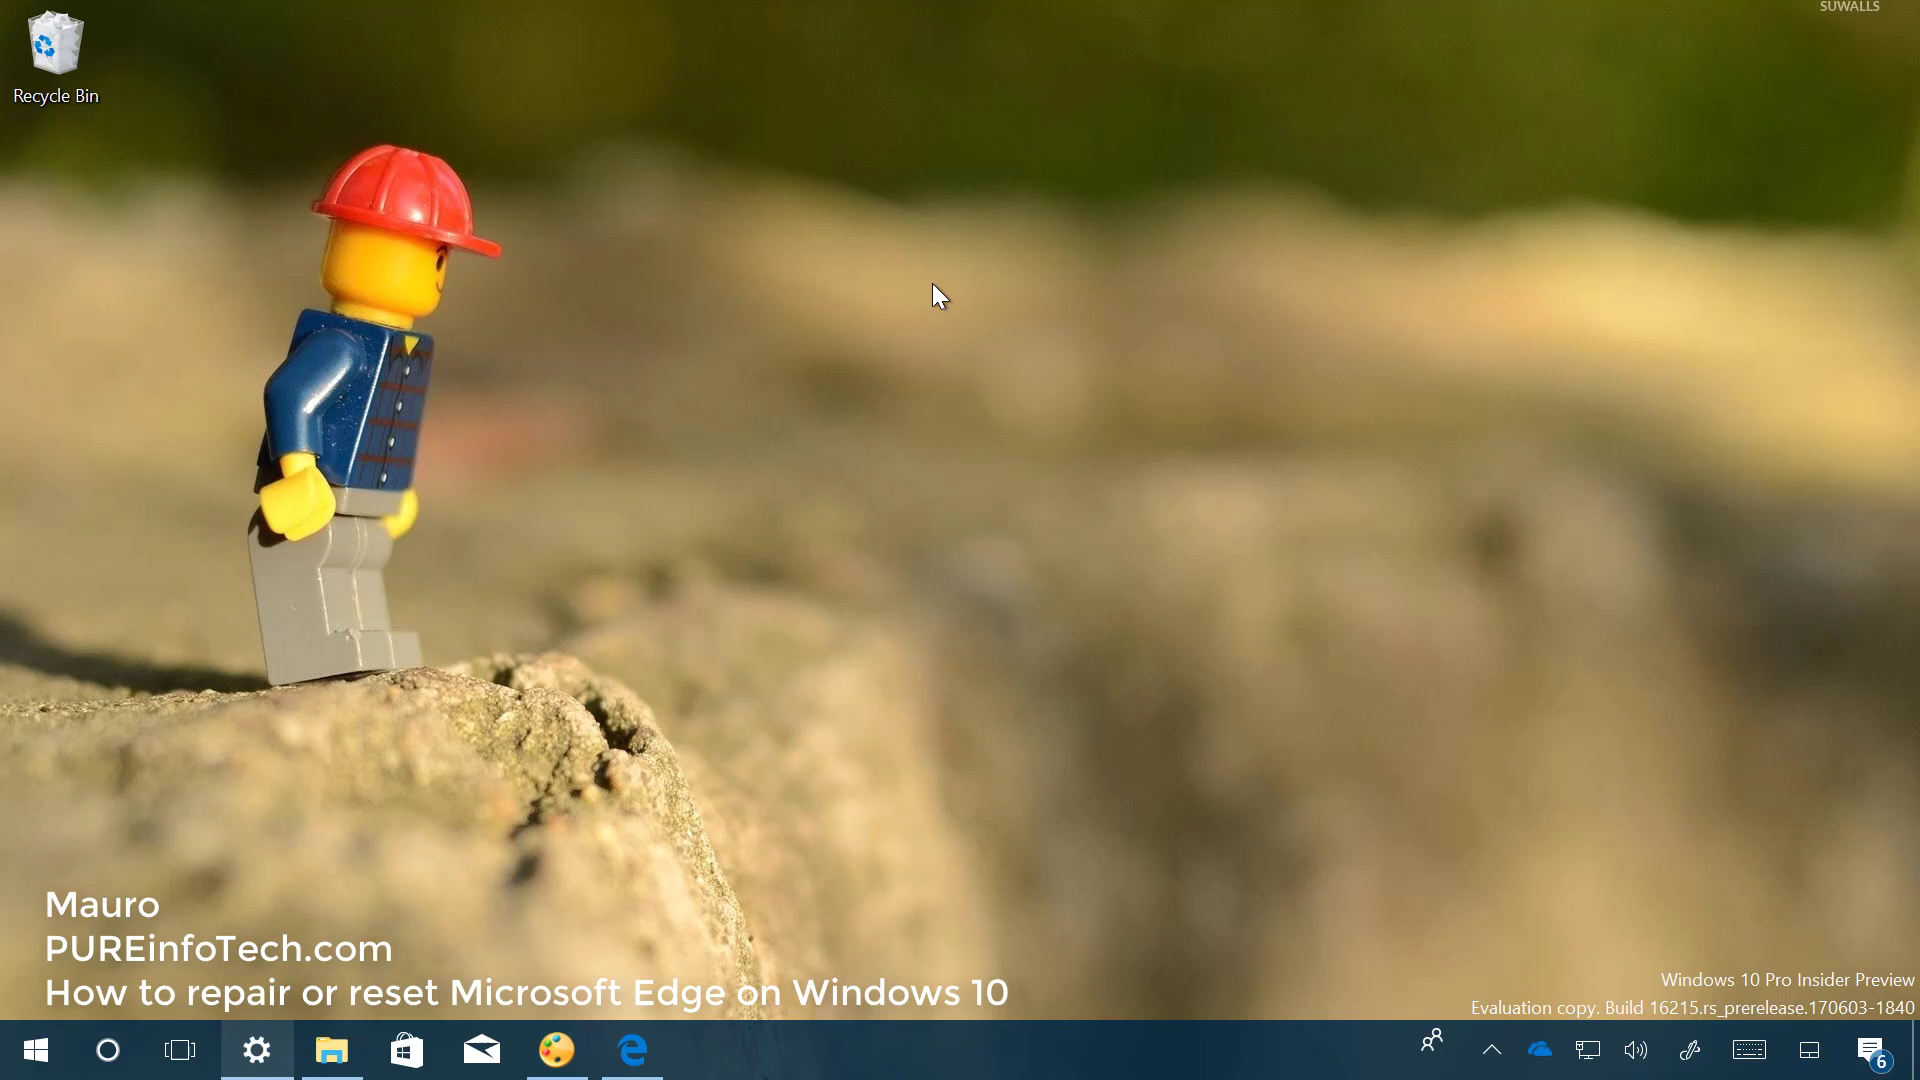 SUWALLS
Recycle Bin
Mauro
PUREinfoTech.com
How to repair or reset Microsoft Edge on Windows 10
Windows 10 Pro Insider Preview
Evaluation copy. Build 16215.rs_prerelease.170603-1840
6